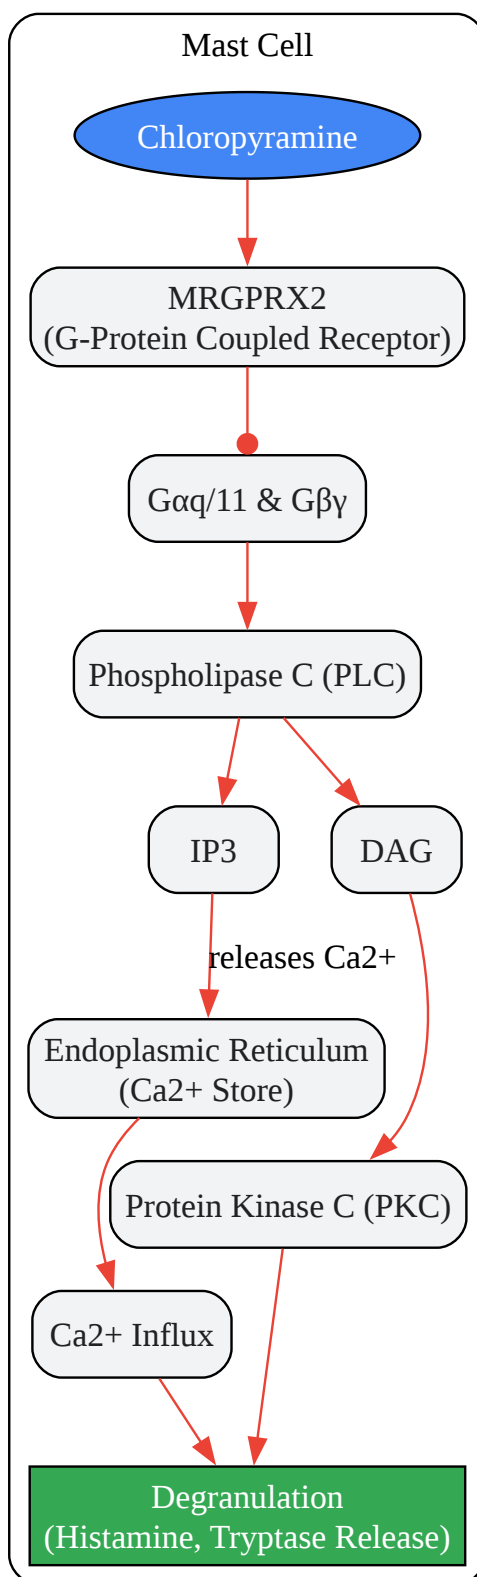 Mast Cell
Chloropyramine
MRGPRX2
(G-Protein Coupled Receptor)
Gαq/11 & Gβγ
Phospholipase C (PLC)
IP3
DAG
releases Ca2+
Endoplasmic Reticulum
(Ca2+ Store)
Protein Kinase C (PKC)
Ca2+ Influx
Degranulation
(Histamine, Tryptase Release)